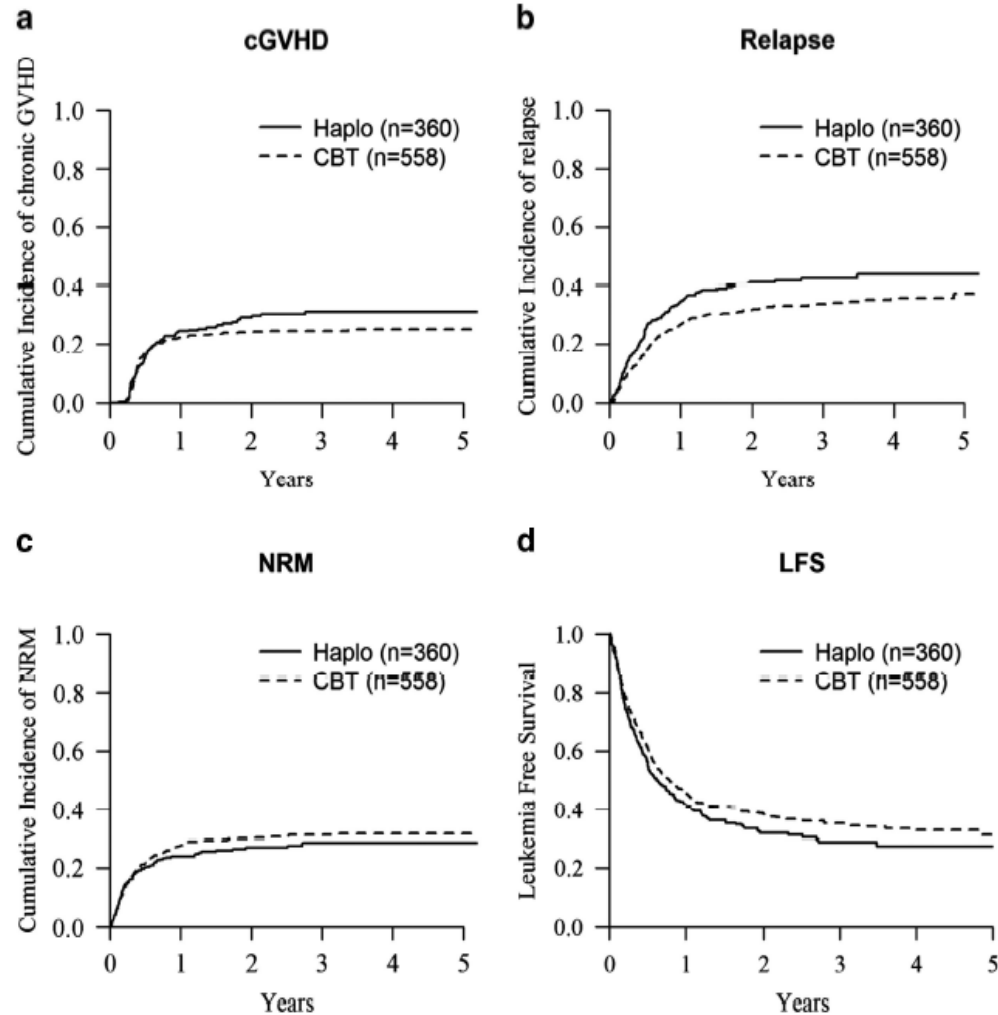 a
cGVHD
Cumulative Incidence of chronic GVHD
1.0
0.8
0.6
0.4
0.2
0.0
Haplo (n=360)
CBT (n=558)
0 1 2 3 4 5
Years
b
Relapse
Cumulative Incidence of relapse
1.0
0.8
0.6
0.4
0.2
0.0
Haplo (n=360)
CBT (n=558)
0 1 2 3 4 5
Years
c
NRM
Cumulative Incidence of NRM
1.0
0.8
0.6
0.4
0.2
0.0
Haplo (n=360)
CBT (n=558)
0 1 2 3 4 5
Years
d
LFS
Leukemia Free Survival
1.0
0.8
0.6
0.4
0.2
0.0
Haplo (n=360)
CBT (n=558)
0 1 2 3 4 5
Years